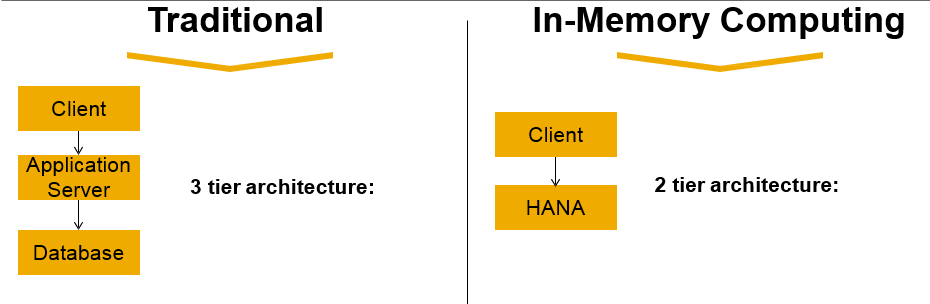 Traditional
Client
Application
Server
3 tier architecture:
Database
In-Memory Computing
Client
HANA
2 tier architecture: